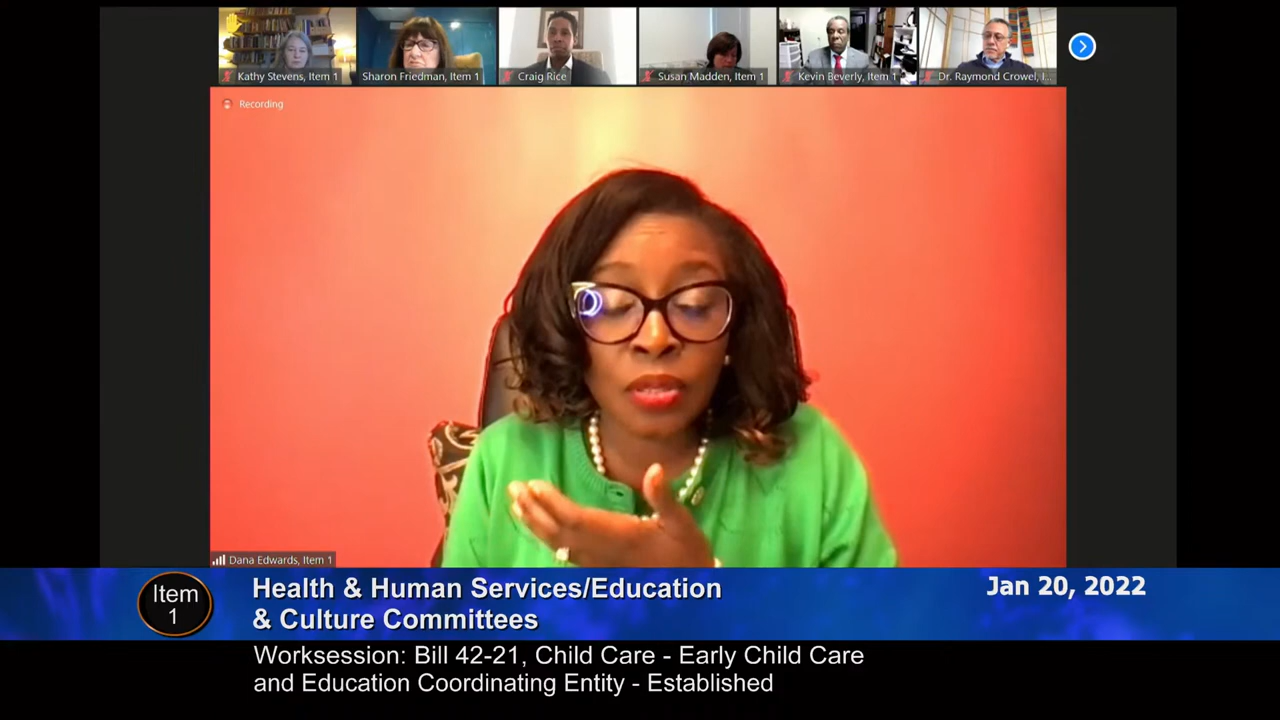 Kathy Stevens, Item 1
Sharon Friedman, Item 1
Craig Rice
Susan Madden, Item 1
Kevin Beverly, Item 1
Dr. Raymond Crowel, I...
Recording
Dana Edwards, Item 1
Item
1
Health & Human Services/Education
& Culture Committees
Jan 20, 2022
Worksession: Bill 42-21, Child Care - Early Child Care
and Education Coordinating Entity - Established